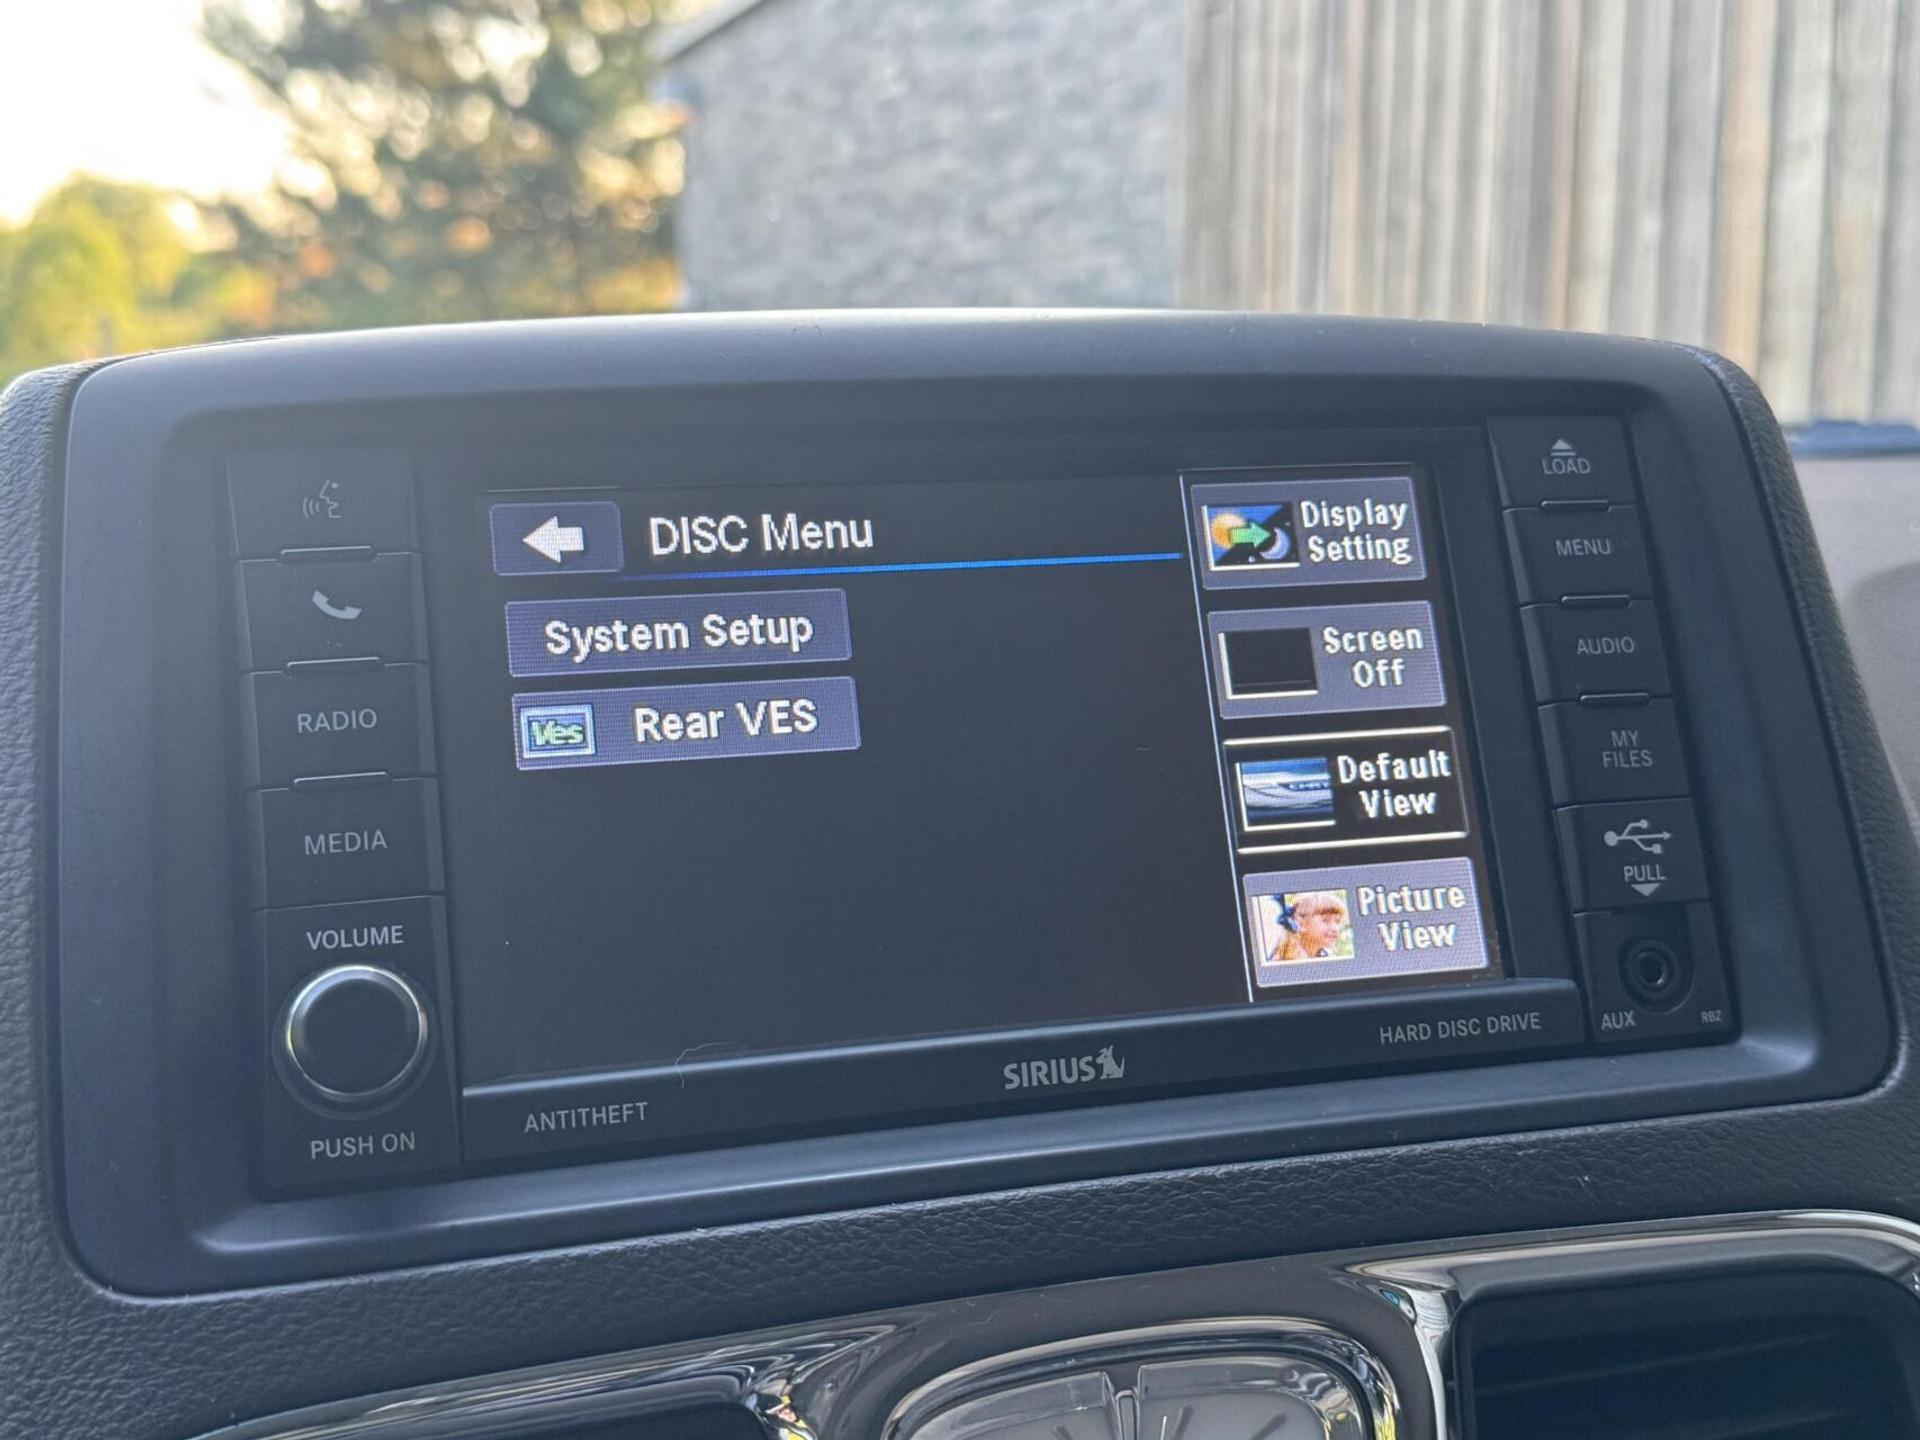 DISC Menu
System Setup
Ves Rear VES
Display
Setting
Screen
Off
Default
View
Picture
View
RADIO
MEDIA
VOLUME
PUSH ON
LOAD
MENU
AUDIO
MY
FILES
PULL
AUX
RBZ
ANTITHEFT
SIRIUS
HARD DISC DRIVE